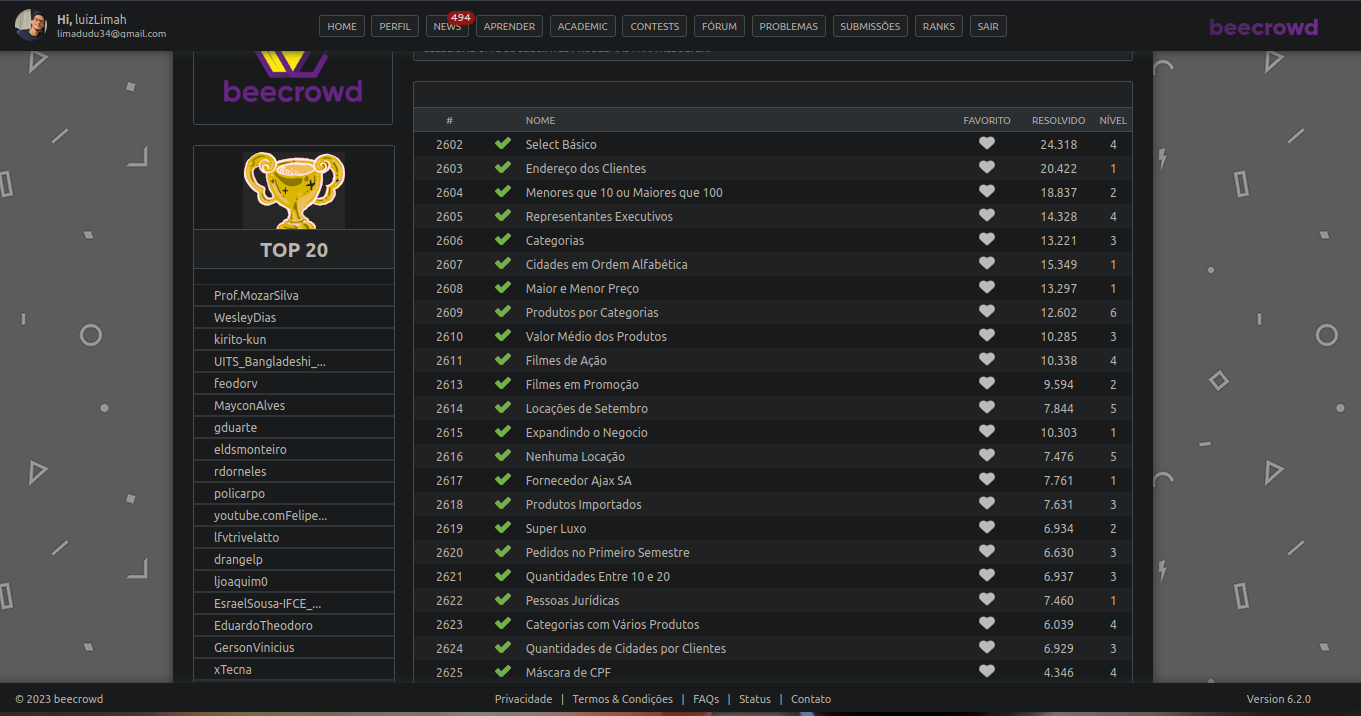 Hi, luizLimah
limadudu34@gmail.com
HOME PERFIL NEWS 494 APRENDER ACADEMIC CONTESTS FÓRUM PROBLEMAS SUBMISSÕES RANKS SAIR
beecrowd
beecrowd
TOP 20
Prof.MozarSilva
WesleyDias
kirito-kun
UITS_Bangladeshi_...
feodorv
MayconAlves
gduarte
eldsmonteiro
rdorneles
policarpo
youtube.comFelipe...
lfvtrivelatto
drangelp
ljoaquim0
EsraelSousa-IFCE_...
EduardoTheodoro
GersonVinicius
xTecna
# NOME FAVORITO RESOLVIDO NÍVEL
2602 Select Básico 24.318 4
2603 Endereço dos Clientes 20.422 1
2604 Menores que 10 ou Maiores que 100 18.837 2
2605 Representantes Executivos 14.328 4
2606 Categorias 13.221 3
2607 Cidades em Ordem Alfabética 15.349 1
2608 Maior e Menor Preço 13.297 1
2609 Produtos por Categorias 12.602 6
2610 Valor Médio dos Produtos 10.285 3
2611 Filmes de Ação 10.338 4
2613 Filmes em Promoção 9.594 2
2614 Locações de Setembro 7.844 5
2615 Expandindo o Negocio 10.303 1
2616 Nenhuma Locação 7.476 5
2617 Fornecedor Ajax SA 7.761 1
2618 Produtos Importados 7.631 3
2619 Super Luxo 6.934 2
2620 Pedidos no Primeiro Semestre 6.630 3
2621 Quantidades Entre 10 e 20 6.937 3
2622 Pessoas Jurídicas 7.460 1
2623 Categorias com Vários Produtos 6.039 4
2624 Quantidades de Cidades por Clientes 6.929 3
2625 Máscara de CPF 4.346 4
© 2023 beecrowd
Privacidade | Termos & Condições | FAQs | Status | Contato
Version 6.2.0